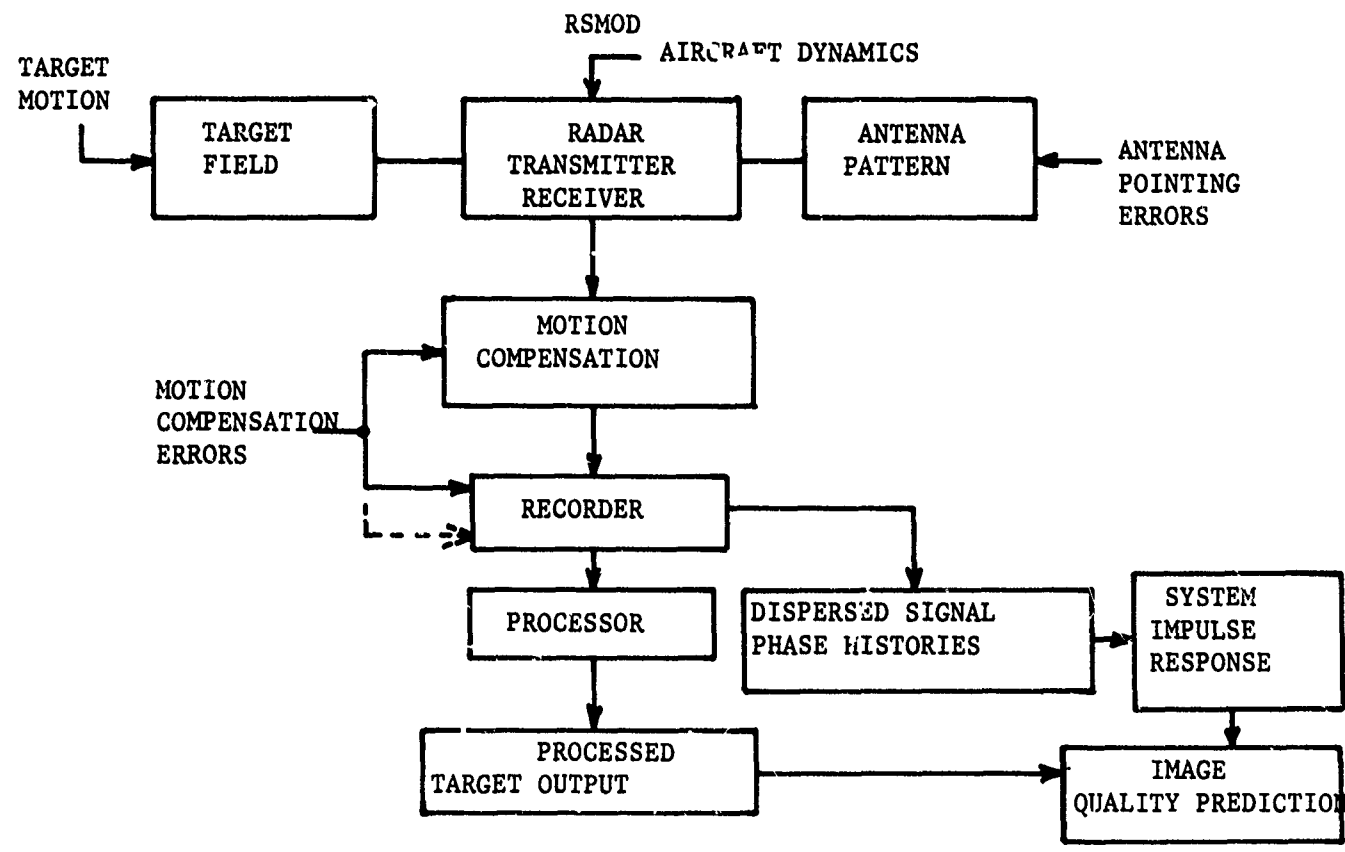 RSMOD
AIRCRAFT DYNAMICS
TARGET
MOTION
TARGET
FIELD
RADAR
TRANSMITTER
RECEIVER
ANTENNA
PATTERN
ANTENNA
POINTING
ERRORS
MOTION
COMPENSATION
MOTION
COMPENSATION
ERRORS
RECORDER
PROCESSOR
DISPERSED SIGNAL
PHASE HISTORIES
SYSTEM
IMPULSE
RESPONSE
PROCESSED
TARGET OUTPUT
IMAGE
QUALITY PREDICTION